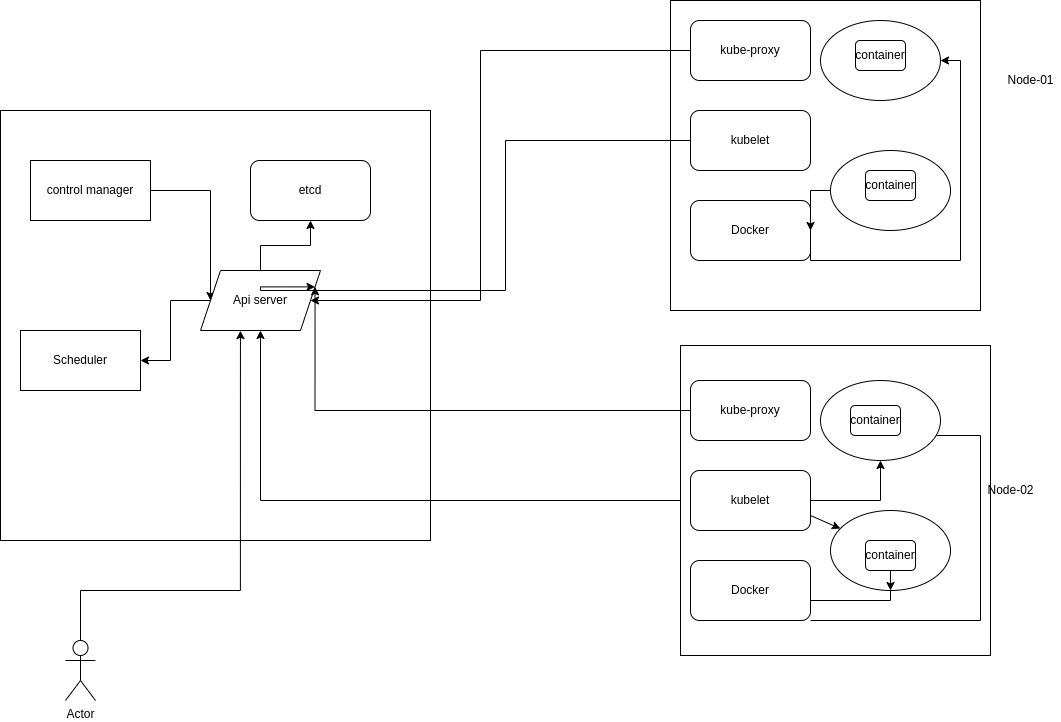 kube-proxy
container
Node-01
kubelet
control manager
etcd
container
Docker
Api server
Scheduler
kube-proxy
container
kubelet
Node-02
container
Docker
Actor